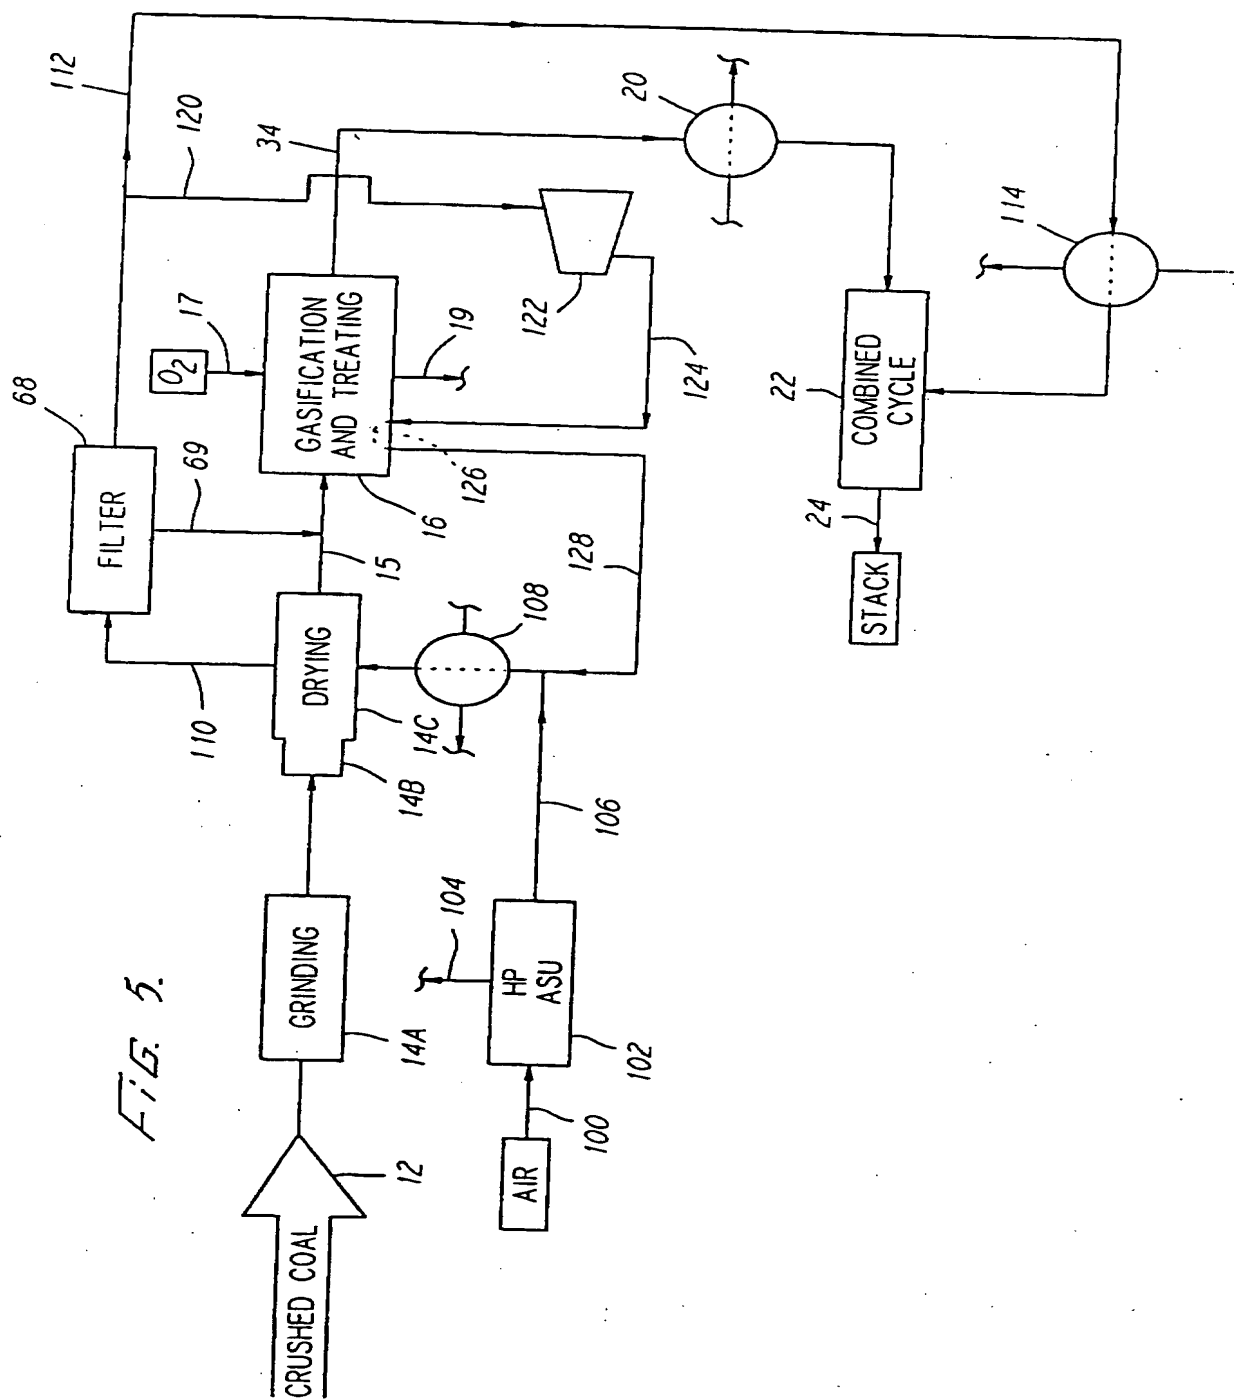 FIG. 5.
CRUSHED COAL
12
GRINDING
14A
14B
DRYING
14C
110
FILTER
68
69
15
O2
17
GASIFICATION
AND TREATING
16
19
126
34
112
120
122
124
128
20
114
AIR
100
HP
ASU
102
104
106
108
COMBINED
CYCLE
22
24
STACK